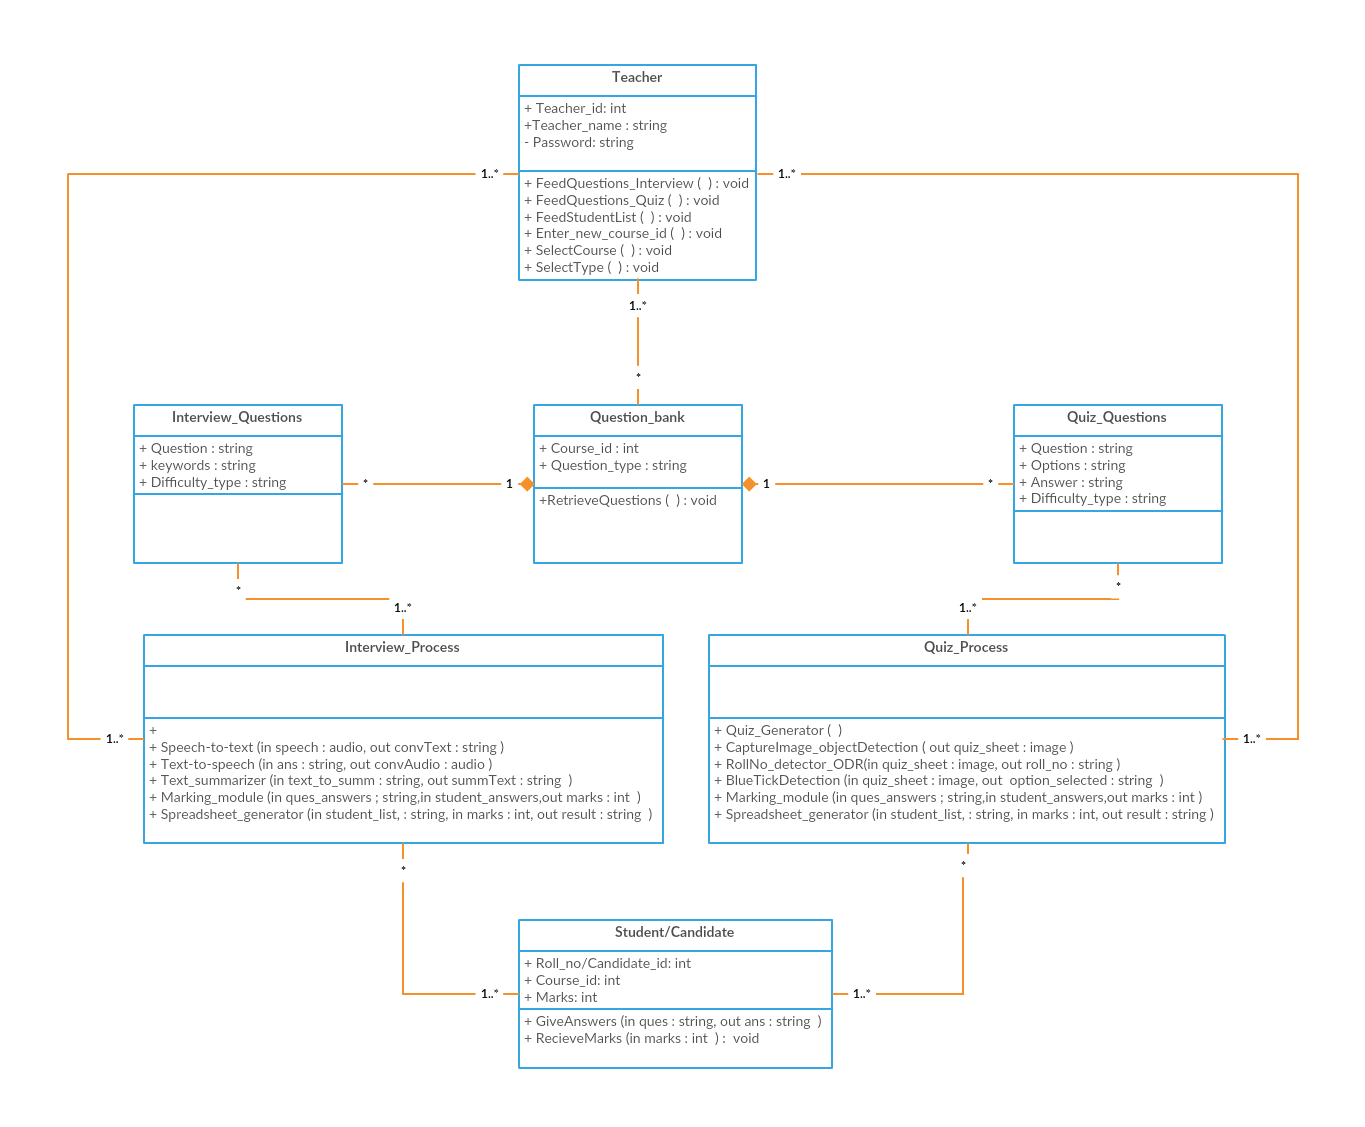 Teacher
+ Teacher_id: int
+Teacher_name : string
- Password: string
1..*
1..*
+ FeedQuestions_Interview (  ) : void
+ FeedQuestions_Quiz (  ) : void
+ FeedStudentList (  ) : void
+ Enter_new_course_id (  ) : void
+ SelectCourse (  ) : void
+ SelectType (  ) : void
1..*
*
Interview_Questions
+ Question : string
+ keywords : string
+ Difficulty_type : string
*
1
Question_bank
+ Course_id : int
+ Question_type : string
+RetrieveQuestions (  ) : void
1
*
Quiz_Questions
+ Question : string
+ Options : string
+ Answer : string
+ Difficulty_type : string
*
1..*
*
1..*
Interview_Process
+
+ Speech-to-text (in speech : audio, out convText : string )
+ Text-to-speech (in ans : string, out convAudio : audio )
+ Text_summarizer (in text_to_summ : string, out summText : string  )
+ Marking_module (in ques_answers ; string,in student_answers,out marks : int  )
+ Spreadsheet_generator (in student_list, : string, in marks : int, out result : string  )
1..*
Quiz_Process
+ Quiz_Generator (  )
+ CaptureImage_objectDetection ( out quiz_sheet : image )
+ RollNo_detector_ODR(in quiz_sheet : image, out roll_no : string )
+ BlueTickDetection (in quiz_sheet : image, out  option_selected : string  )
+ Marking_module (in ques_answers ; string,in student_answers,out marks : int )
+ Spreadsheet_generator (in student_list, : string, in marks : int, out result : string )
1..*
*
*
Student/Candidate
+ Roll_no/Candidate_id: int
+ Course_id: int
+ Marks: int
1..*
1..*
+ GiveAnswers (in ques : string, out ans : string  )
+ RecieveMarks (in marks : int  ) :  void